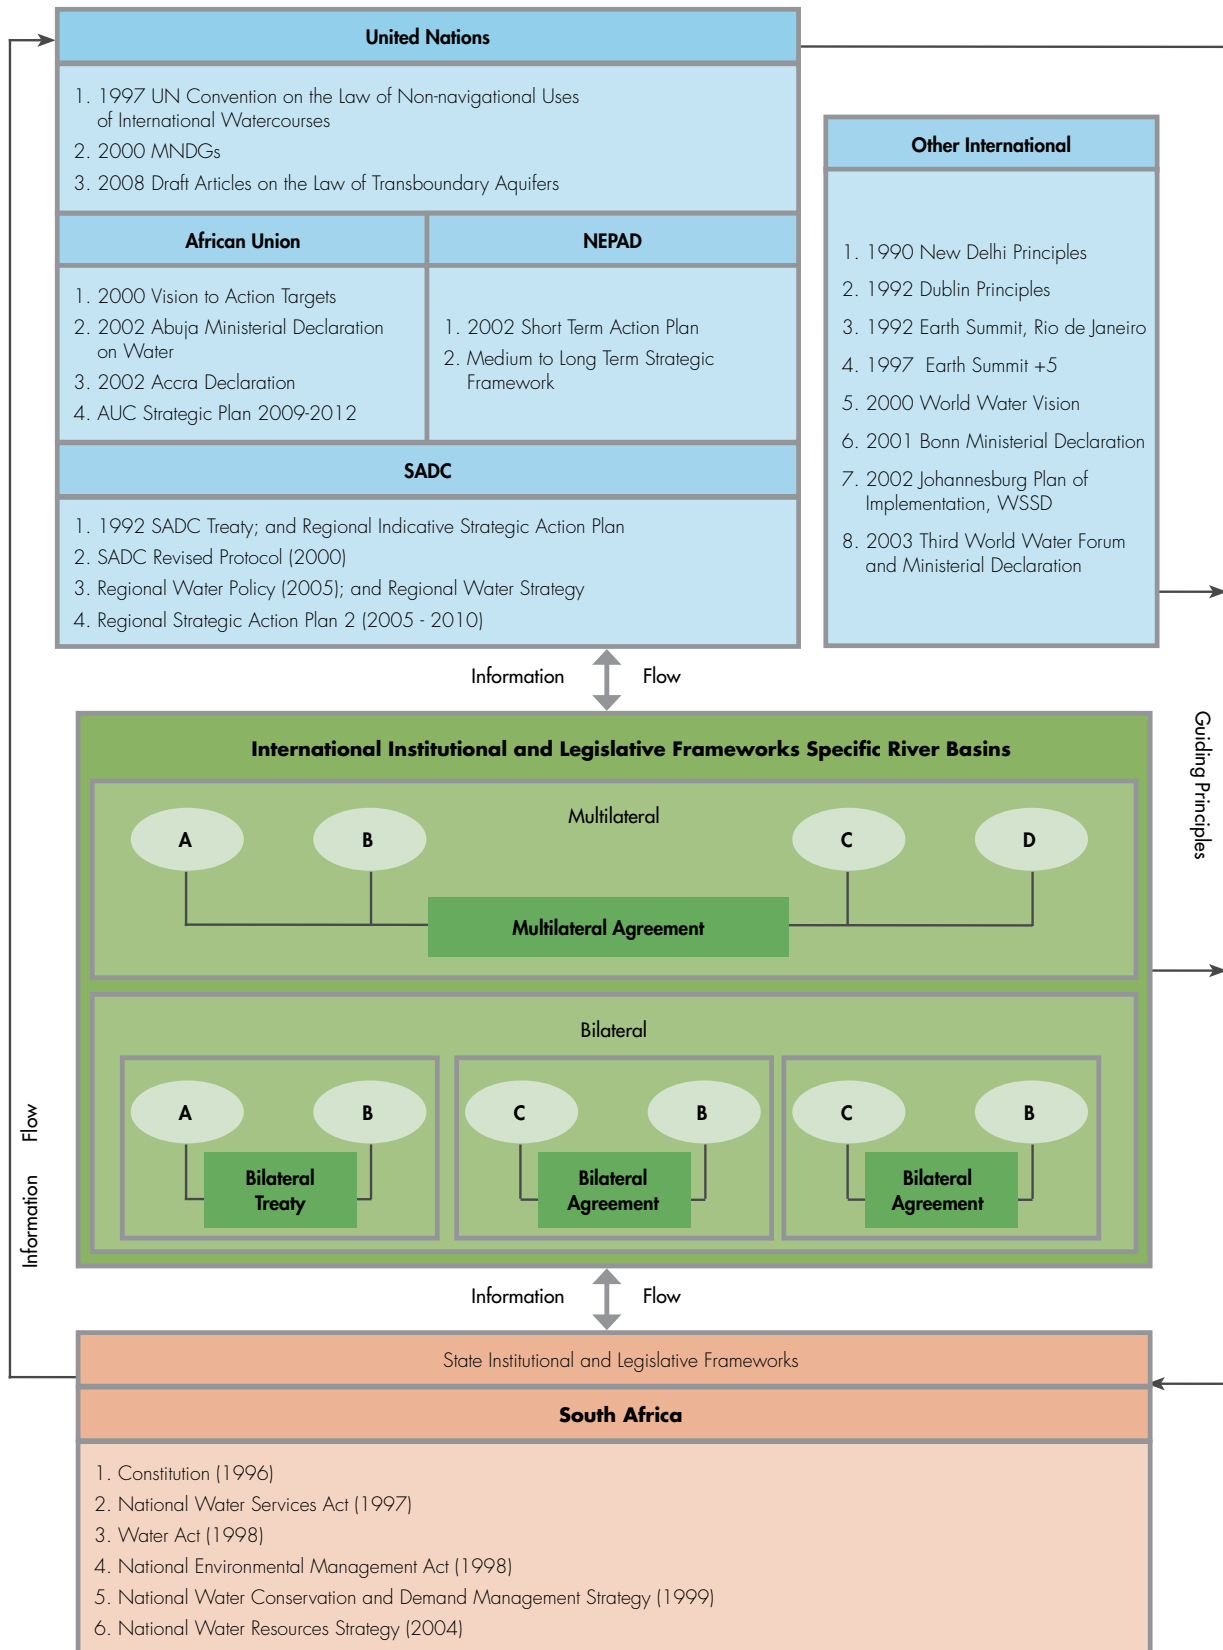 United Nations
1. 1997 UN Convention on the Law of Non-navigational Uses
of International Watercourses
2. 2000 MNDGs
3. 2008 Draft Articles on the Law of Transboundary Aquifers
African Union
1. 2000 Vision to Action Targets
2. 2002 Abuja Ministerial Declaration
on Water
3. 2002 Accra Declaration
4. AUC Strategic Plan 2009-2012
NEPAD
1. 2002 Short Term Action Plan
2. Medium to Long Term Strategic
Framework
SADC
1. 1992 SADC Treaty; and Regional Indicative Strategic Action Plan
2. SADC Revised Protocol (2000)
3. Regional Water Policy (2005); and Regional Water Strategy
4. Regional Strategic Action Plan 2 (2005 - 2010)
Other International
1. 1990 New Delhi Principles
2. 1992 Dublin Principles
3. 1992 Earth Summit, Rio de Janeiro
4. 1997 Earth Summit +5
5. 2000 World Water Vision
6. 2001 Bonn Ministerial Declaration
7. 2002 Johannesburg Plan of
Implementation, WSSD
8. 2003 Third World Water Forum
and Ministerial Declaration
Information Flow
Guiding Principles
International Institutional and Legislative Frameworks Specific River Basins
Multilateral
A B C D
Multilateral Agreement
Bilateral
A B C B C B
Bilateral
Treaty
Bilateral
Agreement
Bilateral
Agreement
Information Flow
Information Flow
State Institutional and Legislative Frameworks
South Africa
1. Constitution (1996)
2. National Water Services Act (1997)
3. Water Act (1998)
4. National Environmental Management Act (1998)
5. National Water Conservation and Demand Management Strategy (1999)
6. National Water Resources Strategy (2004)